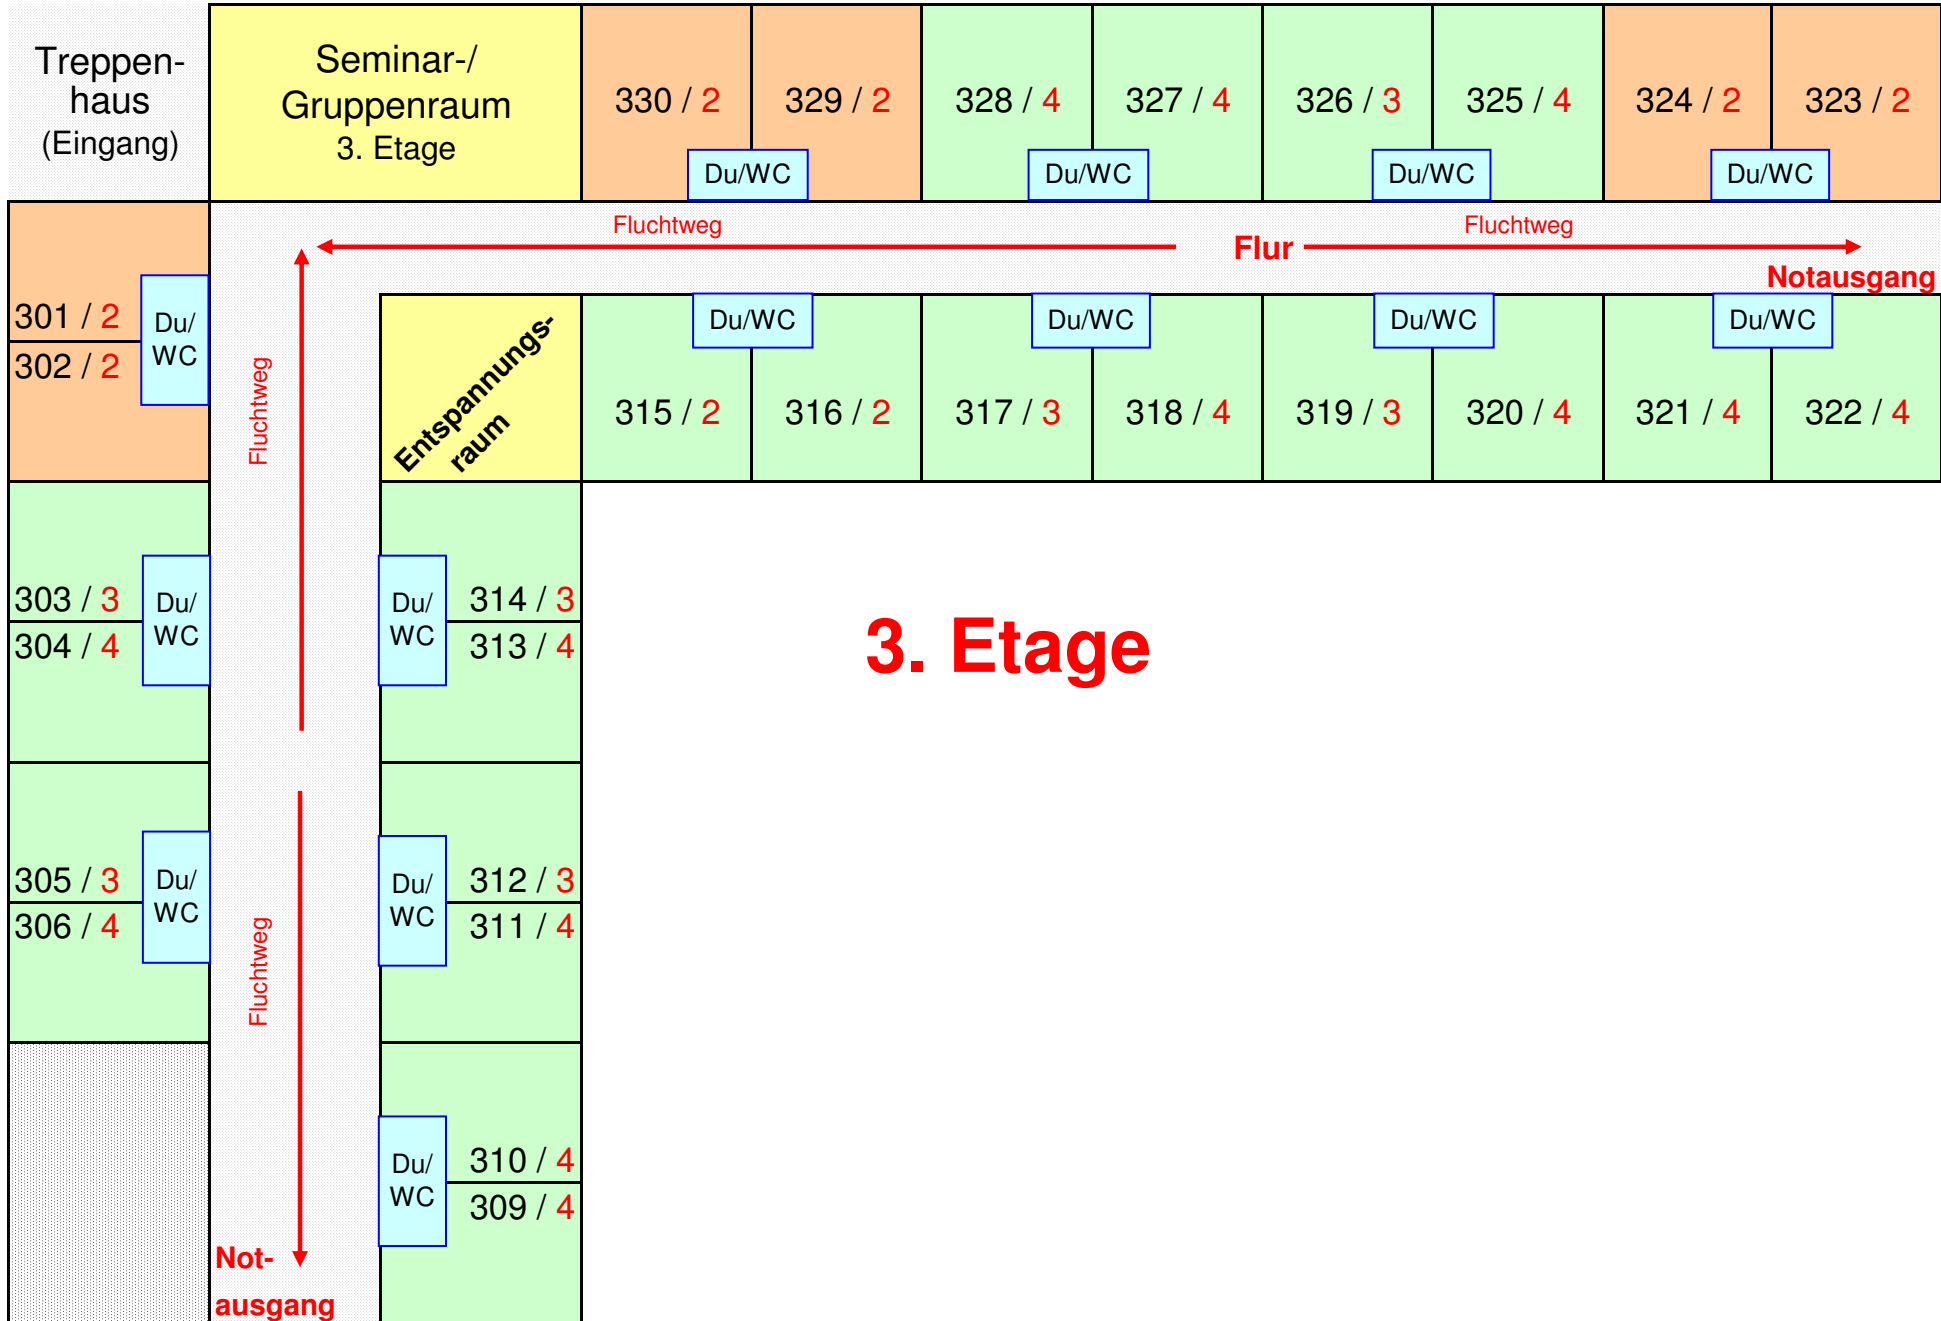 Treppen-
haus
(Eingang)
Seminar-/
Gruppenraum
3. Etage
330 / 2
329 / 2
328 / 4
327 / 4
326 / 3
325 / 4
324 / 2
323 / 2
Du/WC
Du/WC
Du/WC
Du/WC
Fluchtweg
Flur
Fluchtweg
Notausgang
301 / 2
302 / 2
Du/
WC
Fluchtweg
Entspannungs-
raum
Du/WC
Du/WC
Du/WC
Du/WC
315 / 2
316 / 2
317 / 3
318 / 4
319 / 3
320 / 4
321 / 4
322 / 4
303 / 3
304 / 4
Du/
WC
Du/
WC
314 / 3
313 / 4
3. Etage
305 / 3
306 / 4
Du/
WC
Fluchtweg
Du/
WC
312 / 3
311 / 4
Du/
WC
310 / 4
309 / 4
Not-
ausgang